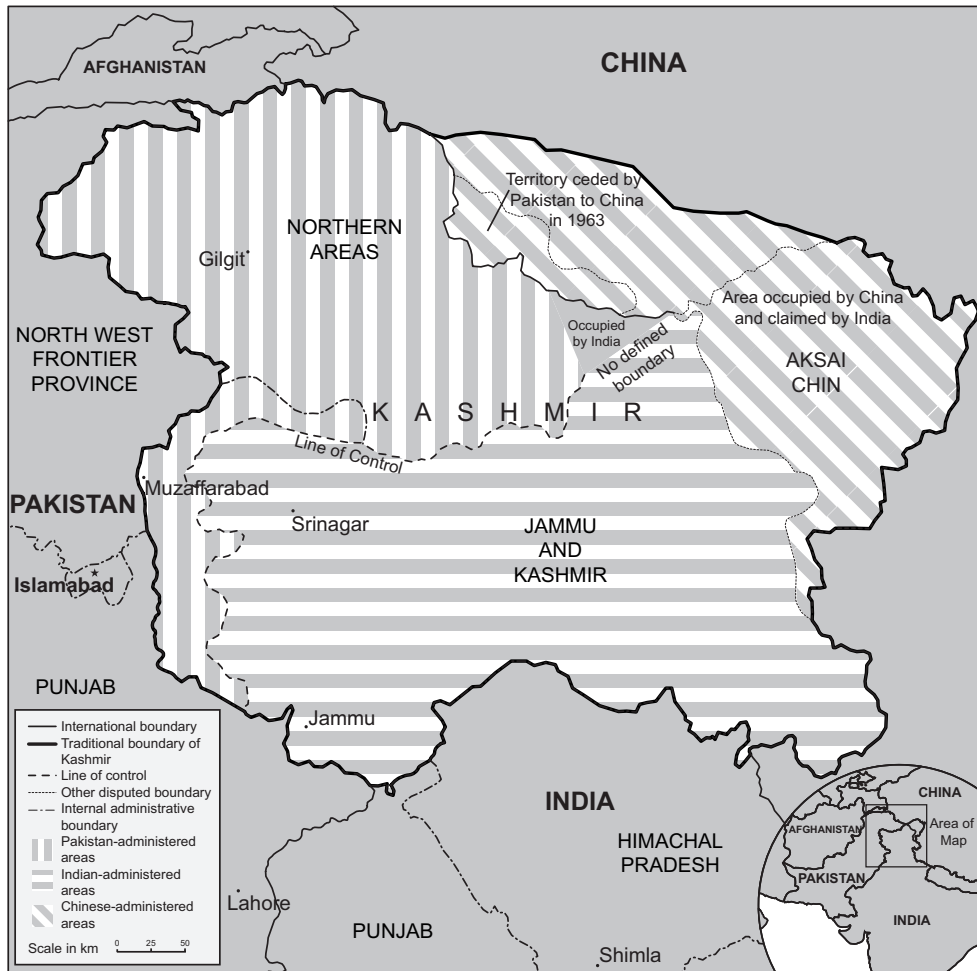 AFGHANISTAN
CHINA
Territory ceded by
Pakistan to China
in 1963
NORTHERN
AREAS
Gilgit
Area occupied by China
and claimed by India
Occupied
by India
No defined
boundary
NORTH WEST
FRONTIER
PROVINCE
AKSAI
CHIN
KASHMIR
Line of Control
Muzaffarabad
PAKISTAN
Srinagar
JAMMU
AND
KASHMIR
Islamabad
PUNJAB
Jammu
International boundary
Traditional boundary of
Kashmir
Line of control
Other disputed boundary
Internal administrative
boundary
Pakistan-administered
areas
Indian-administered
areas
Chinese-administered
areas
Scale in km 0 25 50
INDIA
HIMACHAL
PRADESH
Lahore
PUNJAB
Shimla
CHINA
AFGHANISTAN
Area of
Map
PAKISTAN
INDIA